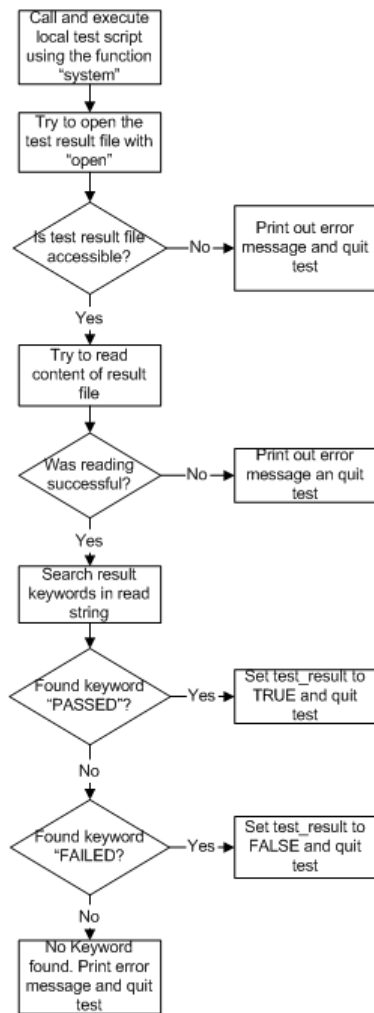 Call and execute
local test script
using the function
“system”
Try to open the
test result file with
“open”
Is test result file
accessible?
No
Print out error
message and quit
test
Yes
Try to read
content of result
file
Was reading
successful?
No
Print out error
message an quit
test
Yes
Search result
keywords in read
string
Found keyword
“PASSED”?
Yes
Set test_result to
TRUE and quit
test
No
Found keyword
“FAILED?
Yes
Set test_result to
FALSE and quit
test
No
No Keyword
found. Print error
message and quit
test